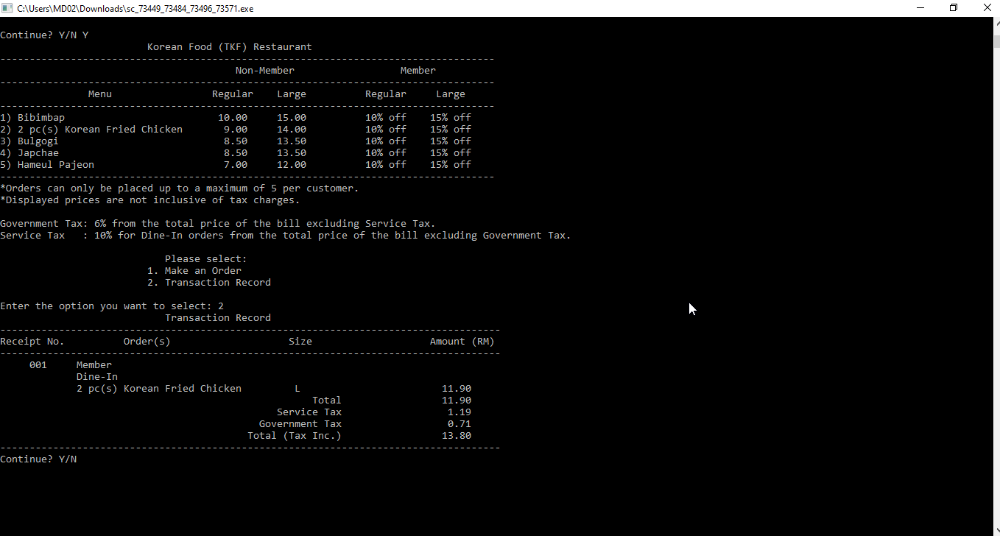 C:\Users\MD02\Downloads\sc_73449_73484_73496_73571.exe
Continue? Y/N Y
Korean Food (TKF) Restaurant
------------------------------------------------------------------------------------
Non-Member Member
------------------------------------------------------------------------------------
Menu Regular Large Regular Large
------------------------------------------------------------------------------------
1) Bibimbap 10.00 15.00 10% off 15% off
2) 2 pc(s) Korean Fried Chicken 9.00 14.00 10% off 15% off
3) Bulgogi 8.50 13.50 10% off 15% off
4) Japchae 8.50 13.50 10% off 15% off
5) Hameul Pajeon 7.00 12.00 10% off 15% off
------------------------------------------------------------------------------------
*Orders can only be placed up to a maximum of 5 per customer.
*Displayed prices are not inclusive of tax charges.
Government Tax: 6% from the total price of the bill excluding Service Tax.
Service Tax : 10% for Dine-In orders from the total price of the bill excluding Government Tax.
Please select:
1. Make an Order
2. Transaction Record
Enter the option you want to select: 2
Transaction Record
-------------------------------------------------------------------------------------
Receipt No. Order(s) Size Amount (RM)
-------------------------------------------------------------------------------------
001 Member
Dine-In
2 pc(s) Korean Fried Chicken L 11.90
Total 11.90
Service Tax 1.19
Government Tax 0.71
Total (Tax Inc.) 13.80
-------------------------------------------------------------------------------------
Continue? Y/N